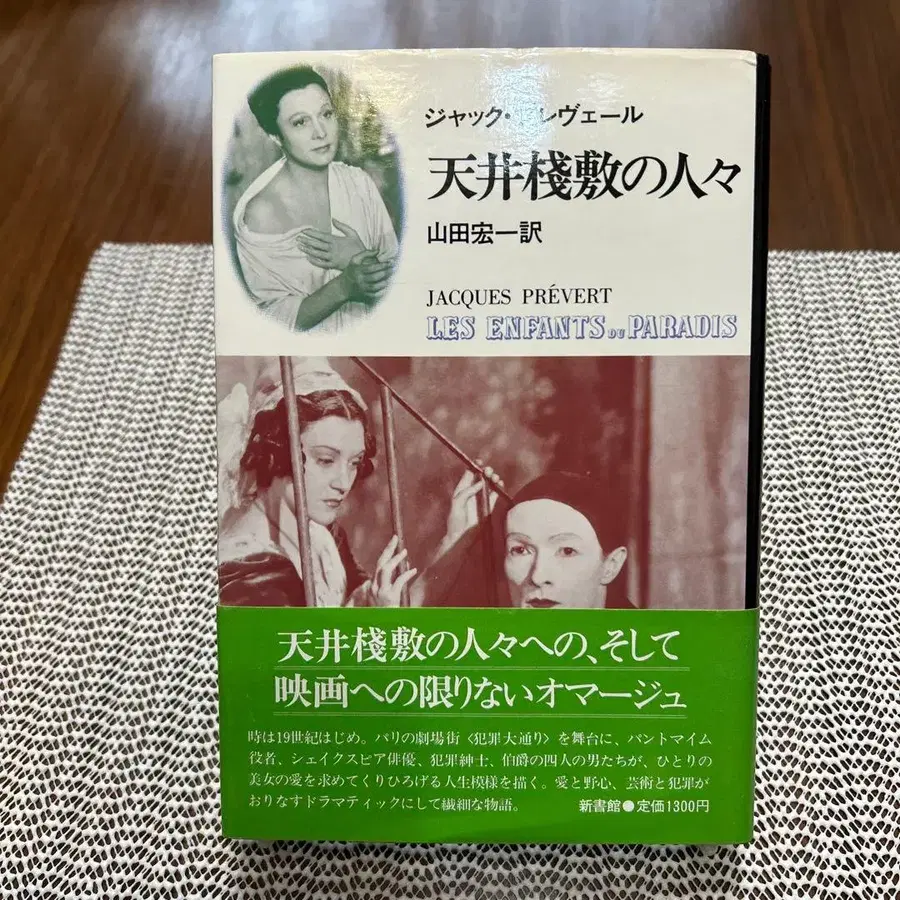 ジャック・プレヴェール
天井棧敷の人々
山田宏一訳
JACQUES PRÉVERT
LES ENFANTS DU PARADIS
天井棧敷の人々への、そして
映画への限りないオマージュ
時は19世紀はじめ。パリの劇場街〈犯罪大通り〉を舞台に、パントマイム
役者、シェイクスピア俳優、犯罪紳士、伯爵の四人の男たちが、ひとりの
美女の愛を求めてくりひろげる人生模様を描く。愛と野心、芸術と犯罪が
おりなすドラマティックにして繊細な物語。
新書館●定価1300円